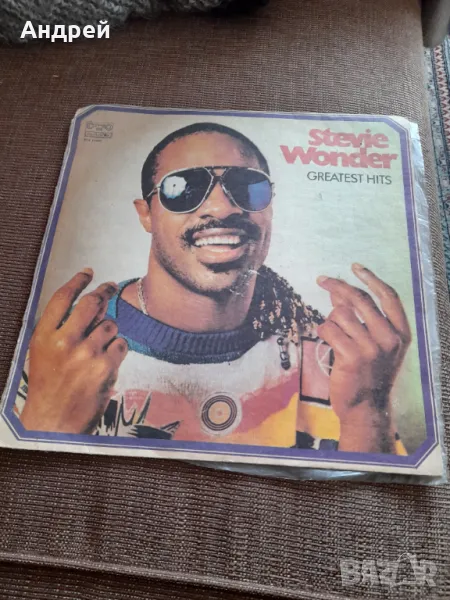 Андрей
Stevie
Wonder
GREATEST HITS
BAZAR